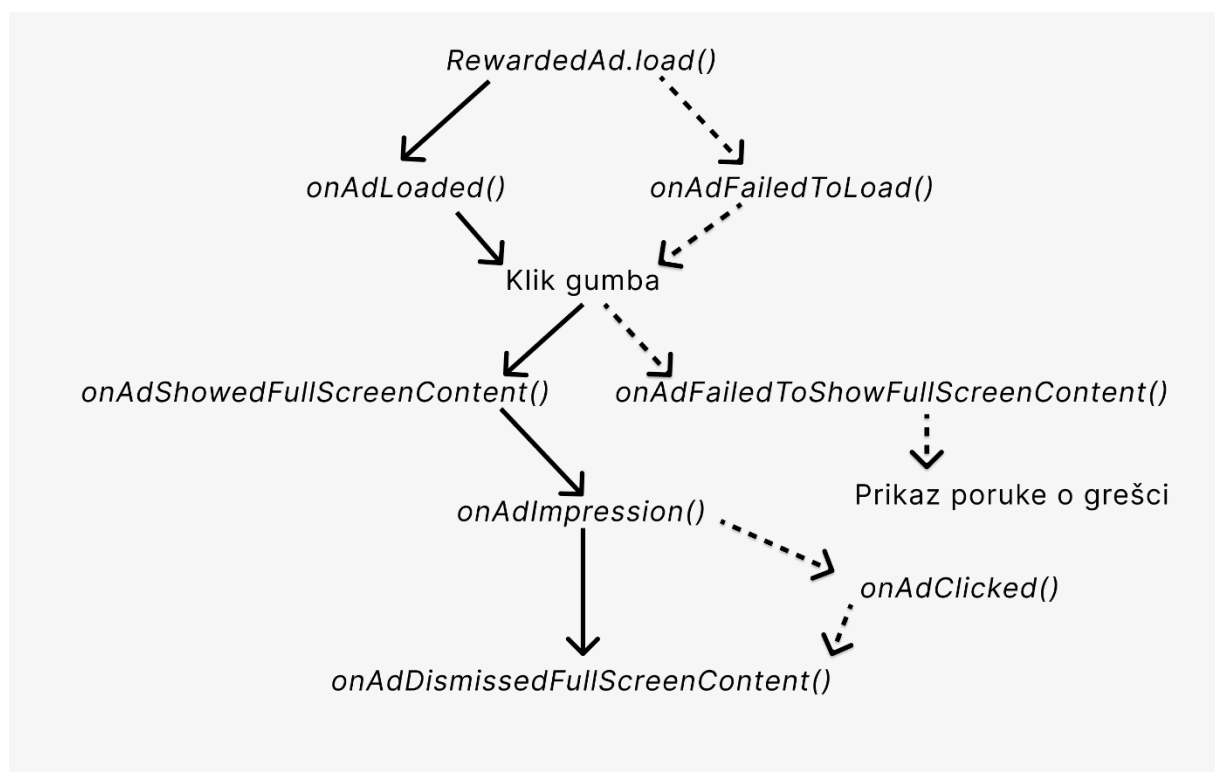 RewardedAd.load()
onAdLoaded()
onAdFailedToLoad()
Klik gumba
onAdShowedFullScreenContent()
onAdFailedToShowFullScreenContent()
Prikaz poruke o grešci
onAdImpression()
onAdClicked()
onAdDismissedFullScreenContent()